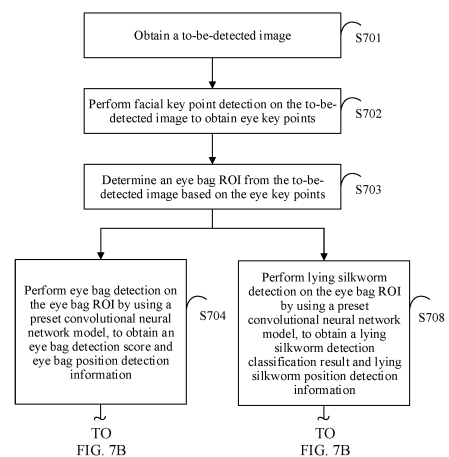 Obtain a to-be-detected image
S701
Perform facial key point detection on the to-be-
detected image to obtain eye key points
S702
Determine an eye bag ROI from the to-be-
detected image based on the eye key points
S703
Perform eye bag detection on
the eye bag ROI by using a
preset convolutional neural
network model, to obtain an
eye bag detection score and
eye bag position detection
information
S704
Perform lying silkworm
detection on the eye bag ROI
by using a preset
convolutional neural network
model, to obtain a lying
silkworm detection
classification result and lying
silkworm position detection
information
S708
TO
FIG. 7B
TO
FIG. 7B